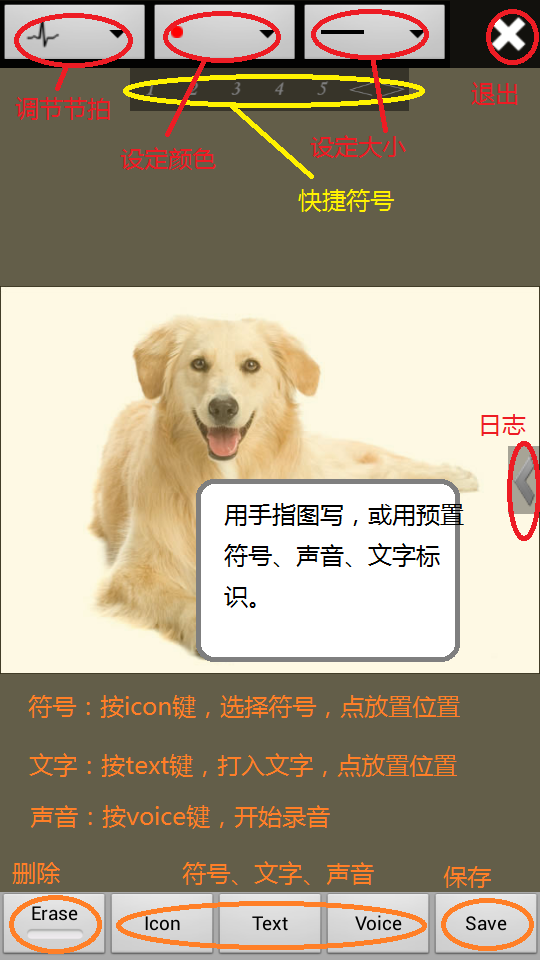 调节节拍
设定颜色
设定大小
退出
1 2 3 4 5 < >
快捷符号
日志
用手指图写，或用预置
符号、声音、文字标
识。
符号：按icon键，选择符号，点放置位置
文字：按text键，打入文字，点放置位置
声音：按voice键，开始录音
删除
符号、文字、声音
保存
Erase
Icon
Text
Voice
Save